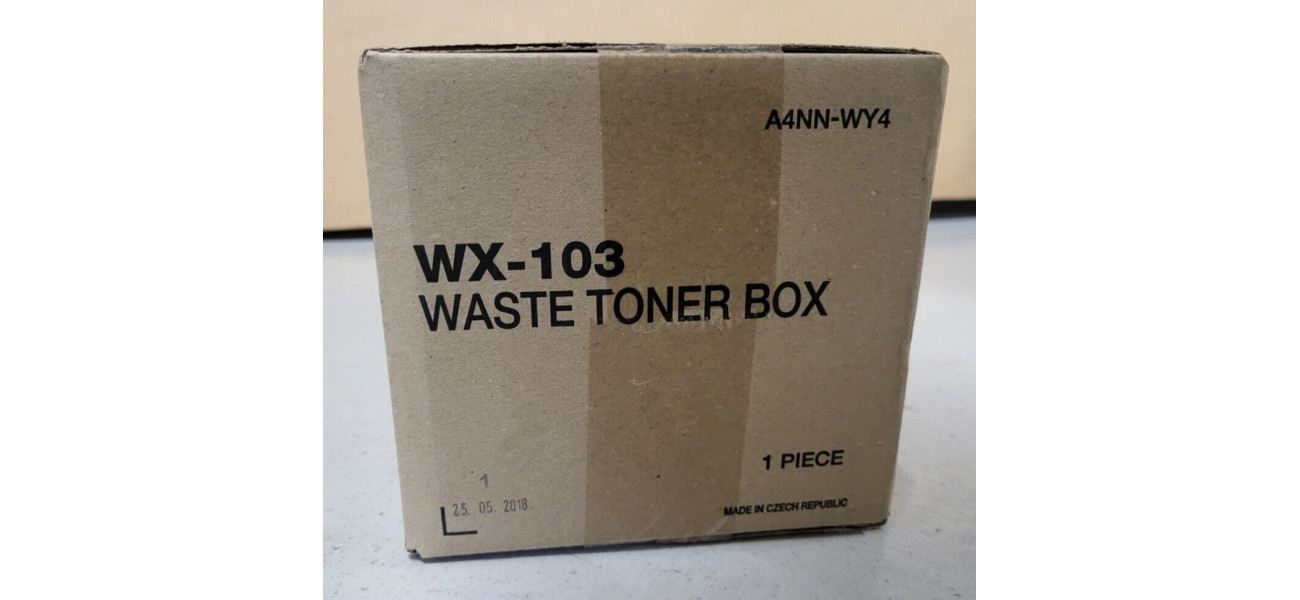 A4NN-WY4
WX-103
WASTE TONER BOX
1 PIECE
1
25. 05. 2018
MADE IN CZECH REPUBLIC